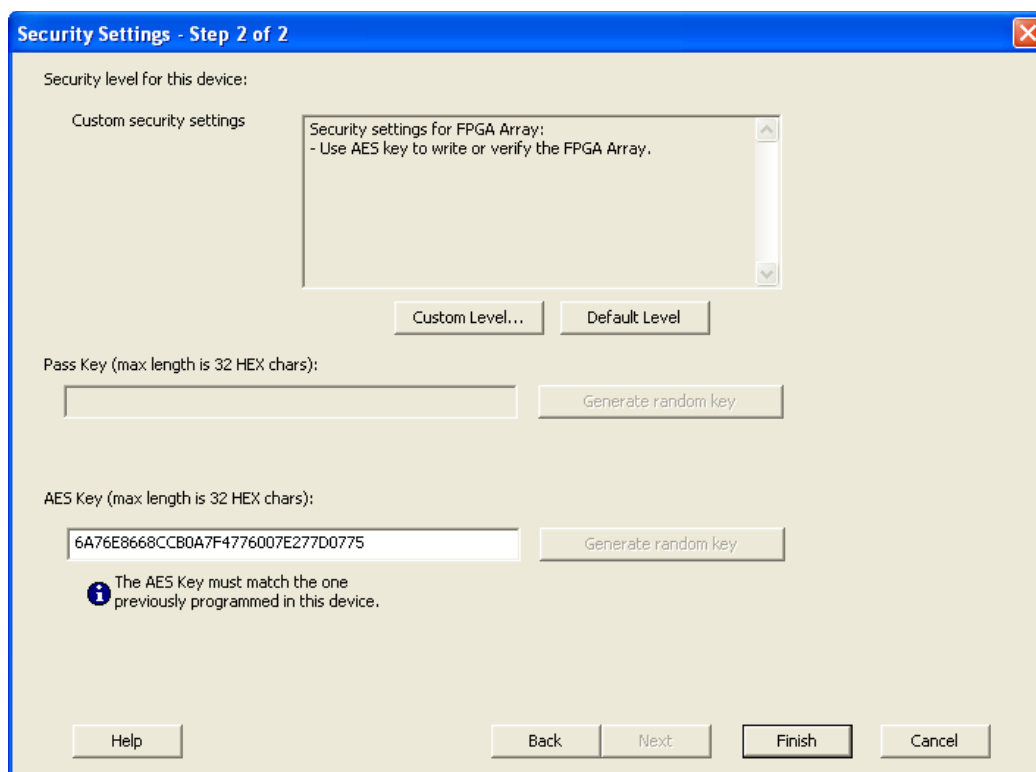 Security Settings - Step 2 of 2
Security level for this device:
Custom security settings
Security settings for FPGA Array:
- Use AES key to write or verify the FPGA Array.
Custom Level...
Default Level
Pass Key (max length is 32 HEX chars):
Generate random key
AES Key (max length is 32 HEX chars):
6A76E8668CCB0A7F4776007E277D0775
Generate random key
The AES Key must match the one
previously programmed in this device.
Help
Back
Next
Finish
Cancel